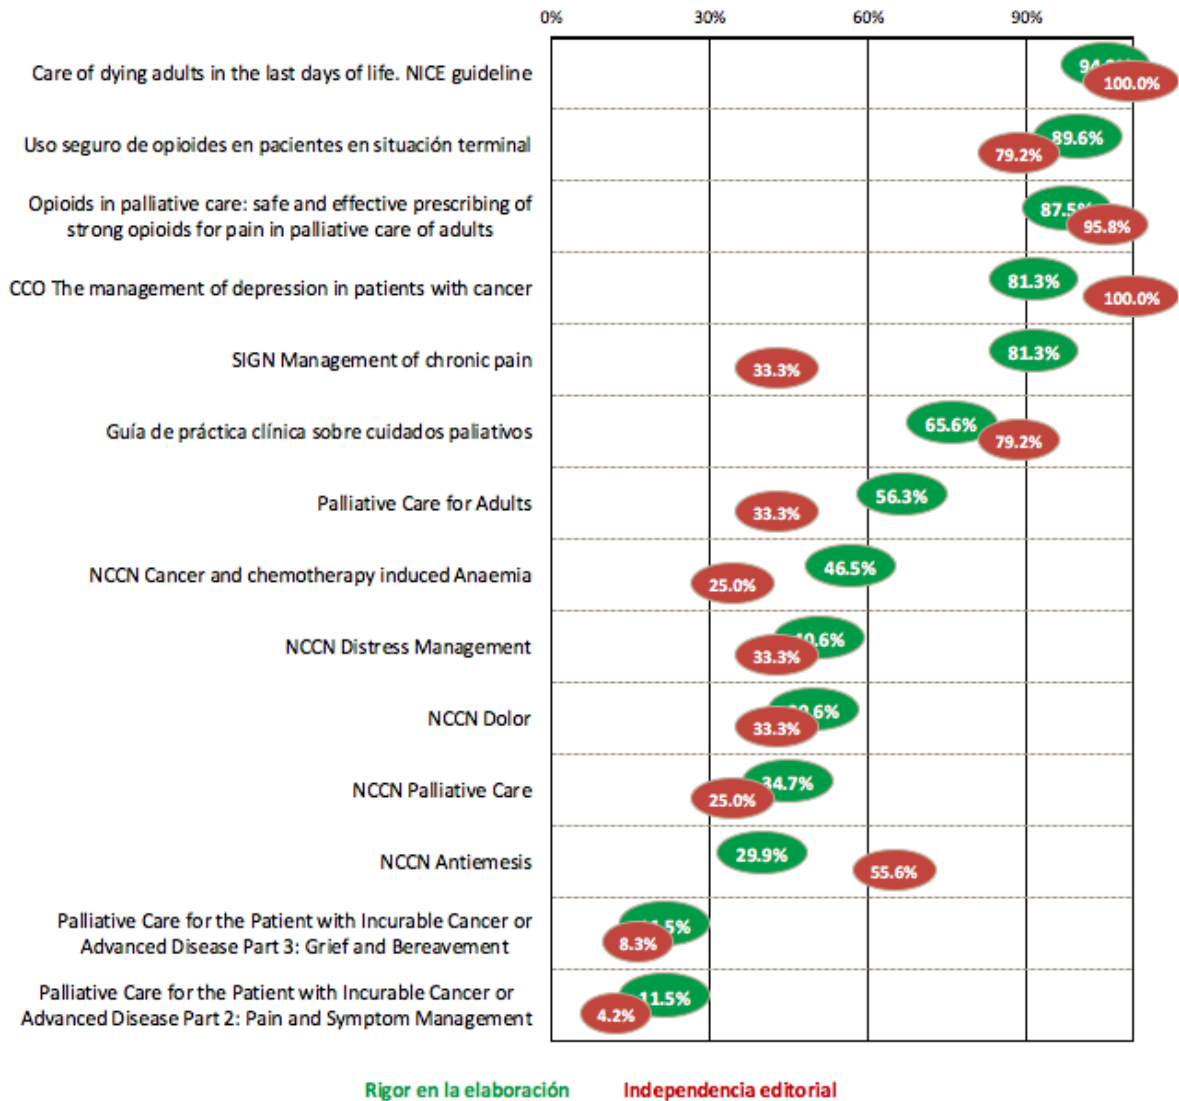 0% 30% 60% 90%
Care of dying adults in the last days of life. NICE guideline
100.0%
Uso seguro de opioides en pacientes en situación terminal
79.2% 89.6%
Opioids in palliative care: safe and effective prescribing of
strong opioids for pain in palliative care of adults
87.5% 95.8%
CCO The management of depression in patients with cancer
81.3% 100.0%
SIGN Management of chronic pain
33.3% 81.3%
Guía de práctica clínica sobre cuidados paliativos
65.6% 79.2%
Palliative Care for Adults
33.3% 56.3%
NCCN Cancer and chemotherapy induced Anaemia
25.0% 46.5%
NCCN Distress Management
33.3%
NCCN Dolor
33.3%
NCCN Palliative Care
25.0% 34.7%
NCCN Antiemesis
29.9% 55.6%
Palliative Care for the Patient with Incurable Cancer or
Advanced Disease Part 3: Grief and Bereavement
8.3%
Palliative Care for the Patient with Incurable Cancer or
Advanced Disease Part 2: Pain and Symptom Management
4.2% 11.5%
Rigor en la elaboración Independencia editorial